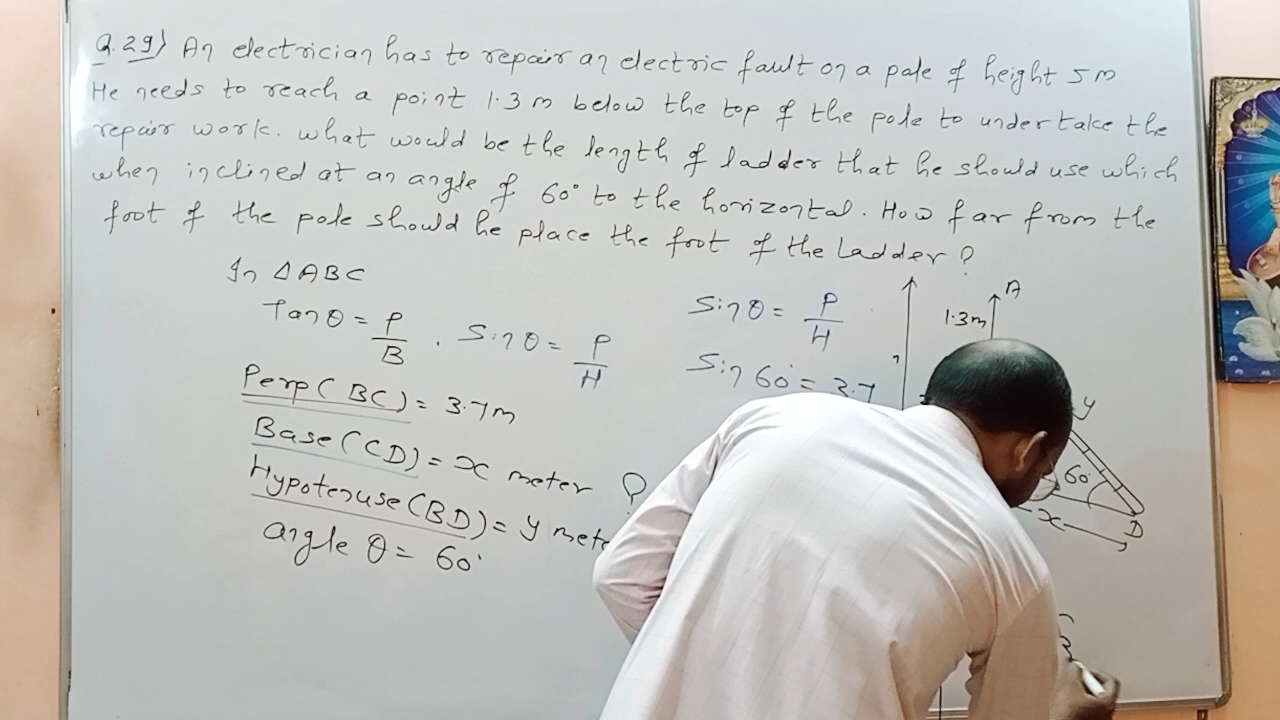 Q.29) An electrician has to repair an electric fault on a pole of height 5m
He needs to reach a point 1.3m below the top of the pole to undertake the
repair work. what would be the length of ladder that he should use which
when inclined at an angle of 60° to the horizontal. How far from the
foot of the pole should he place the foot of the Ladder?
In △ABC
Tanθ = P/B . Sinθ = P/H
Perp(BC) = 3.7m
Base(CD) = x meter ?
Hypotenuse(BD) = y mete
angle θ = 60°
Sinθ = P/H
Sin60° = 3.7
A
1.3m
y
60°
x
D